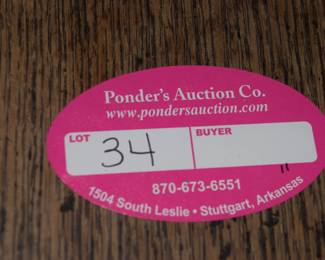 Ponder's Auction Co.
www.pondersauction.com
LOT
34
BUYER
"
870-673-6551
1504 South Leslie • Stuttgart, Arkansas